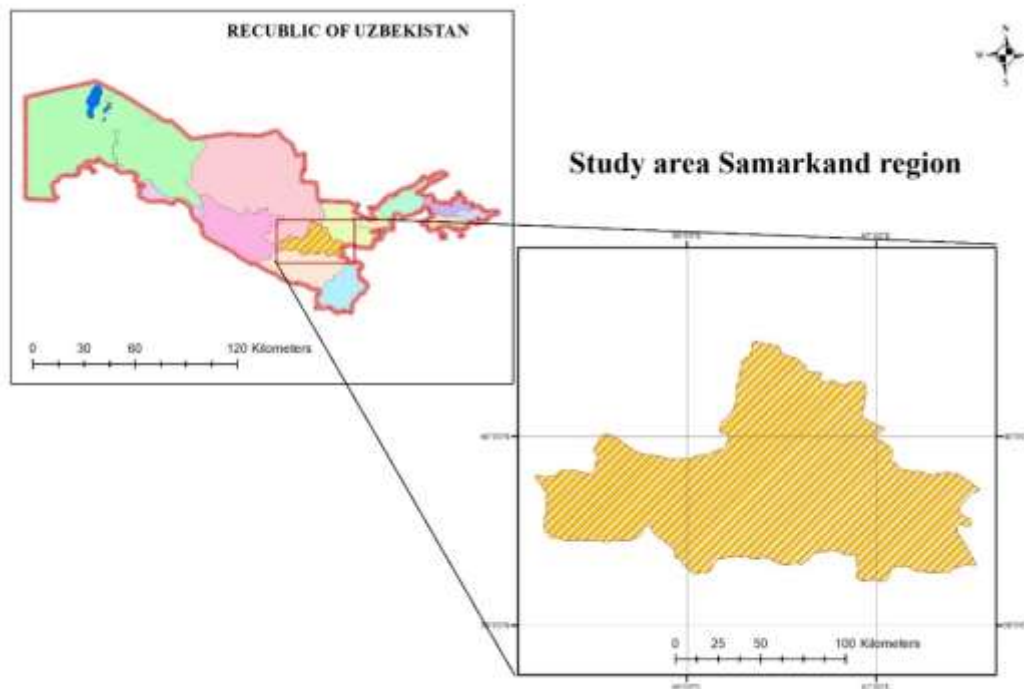 RECUBLIC OF UZBEKISTAN
N
W
S
Study area Samarkand region
0 30 60 120 Kilometers
0 25 50 100 Kilometers